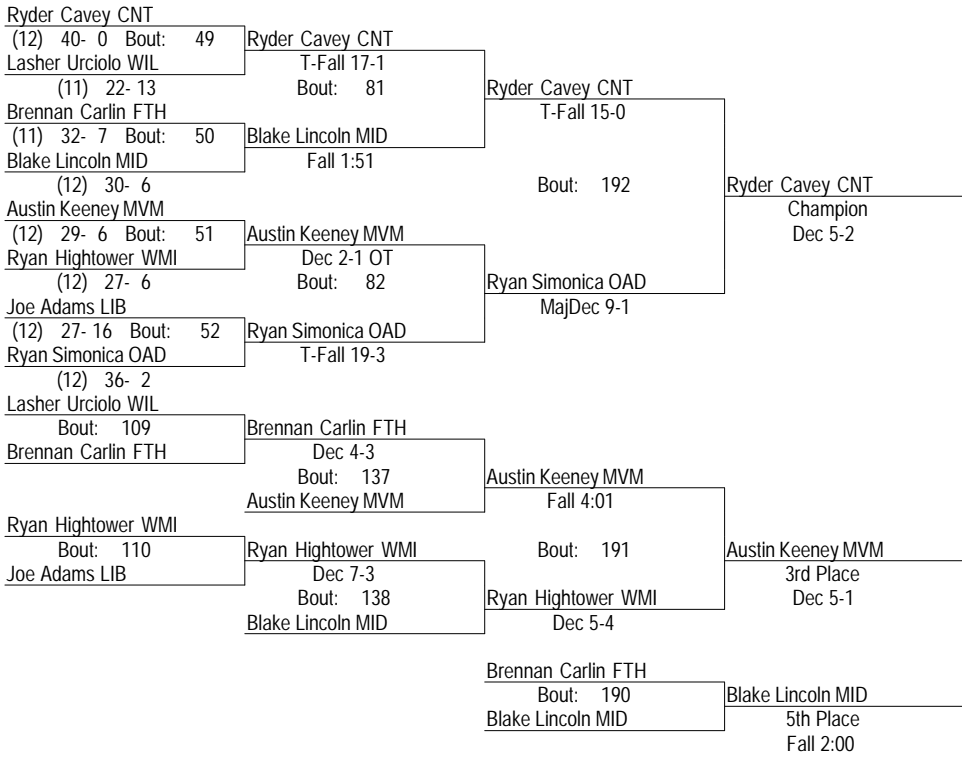 Ryder Cavey CNT
(12) 40- 0 Bout: 49 Ryder Cavey CNT
Lasher Urciolo WIL T-Fall 17-1
(11) 22- 13 Bout: 81 Ryder Cavey CNT
Brennan Carlin FTH T-Fall 15-0
(11) 32- 7 Bout: 50 Blake Lincoln MID
Blake Lincoln MID Fall 1:51
(12) 30- 6 Bout: 192 Ryder Cavey CNT
Austin Keeney MVM Champion
(12) 29- 6 Bout: 51 Austin Keeney MVM Dec 5-2
Ryan Hightower WMI Dec 2-1 OT
(12) 27- 6 Bout: 82 Ryan Simonica OAD
Joe Adams LIB MajDec 9-1
(12) 27- 16 Bout: 52 Ryan Simonica OAD
Ryan Simonica OAD T-Fall 19-3
(12) 36- 2
Lasher Urciolo WIL
Bout: 109 Brennan Carlin FTH
Brennan Carlin FTH Dec 4-3
Bout: 137 Austin Keeney MVM
Austin Keeney MVM Fall 4:01
Ryan Hightower WMI
Bout: 110 Ryan Hightower WMI Bout: 191 Austin Keeney MVM
Joe Adams LIB Dec 7-3 3rd Place
Bout: 138 Ryan Hightower WMI Dec 5-1
Blake Lincoln MID Dec 5-4
Brennan Carlin FTH
Bout: 190 Blake Lincoln MID
Blake Lincoln MID 5th Place
Fall 2:00